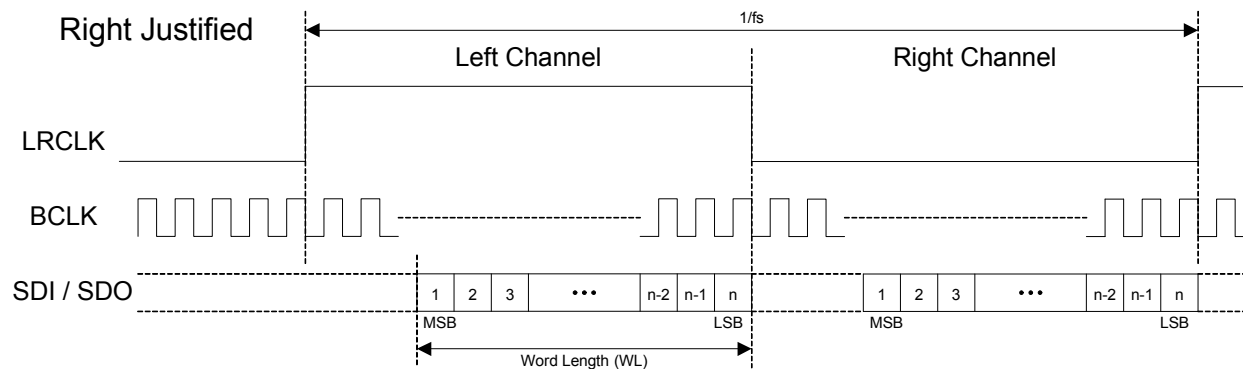 Right Justified
1/fs
Left Channel
Right Channel
LRCLK
BCLK
SDI / SDO
1 2 3 ••• n-2 n-1 n
1 2 3 ••• n-2 n-1 n
MSB LSB
MSB LSB
Word Length (WL)